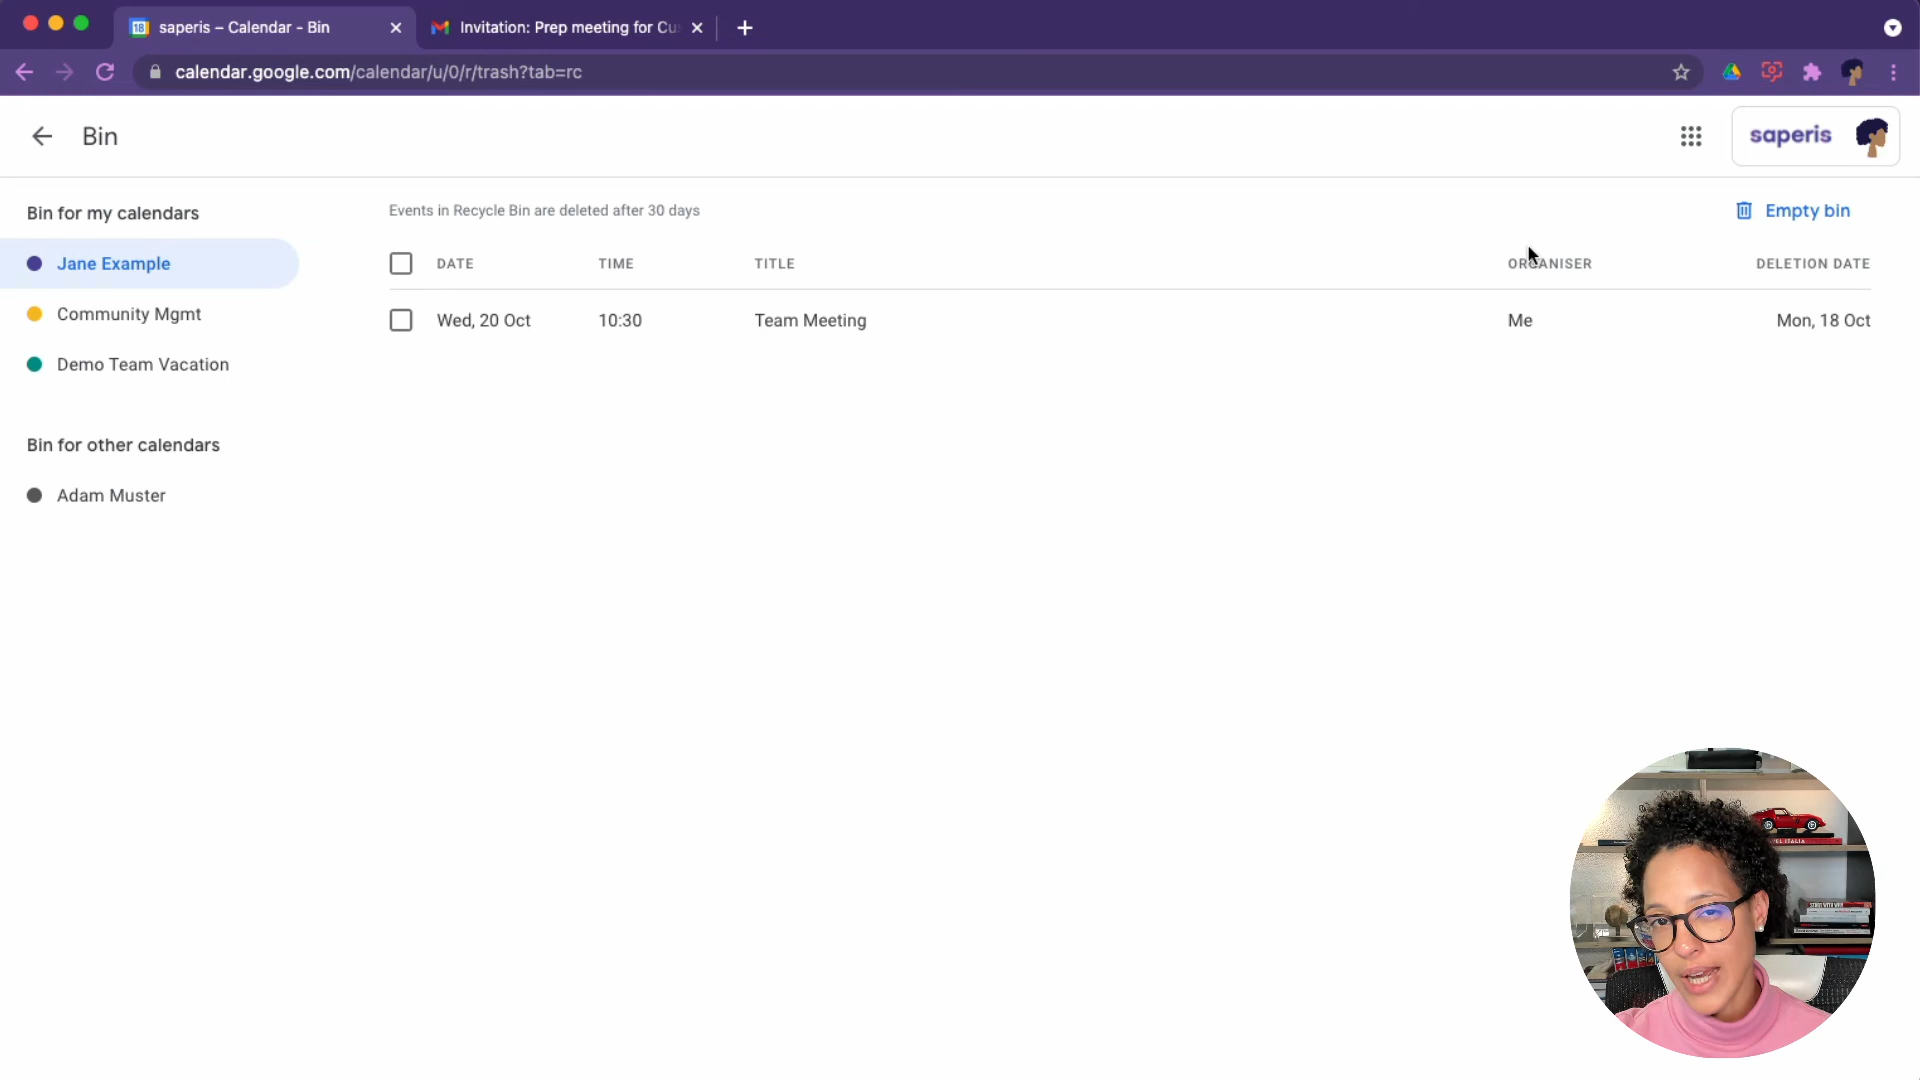 saperis – Calendar - Bin
Invitation: Prep meeting for Cu
calendar.google.com/calendar/u/0/r/trash?tab=rc
Bin
saperis
Bin for my calendars
Jane Example
Community Mgmt
Demo Team Vacation
Bin for other calendars
Adam Muster
Events in Recycle Bin are deleted after 30 days
Empty bin
DATE TIME TITLE ORGANISER DELETION DATE
Wed, 20 Oct 10:30 Team Meeting Me Mon, 18 Oct
START WITH WHY